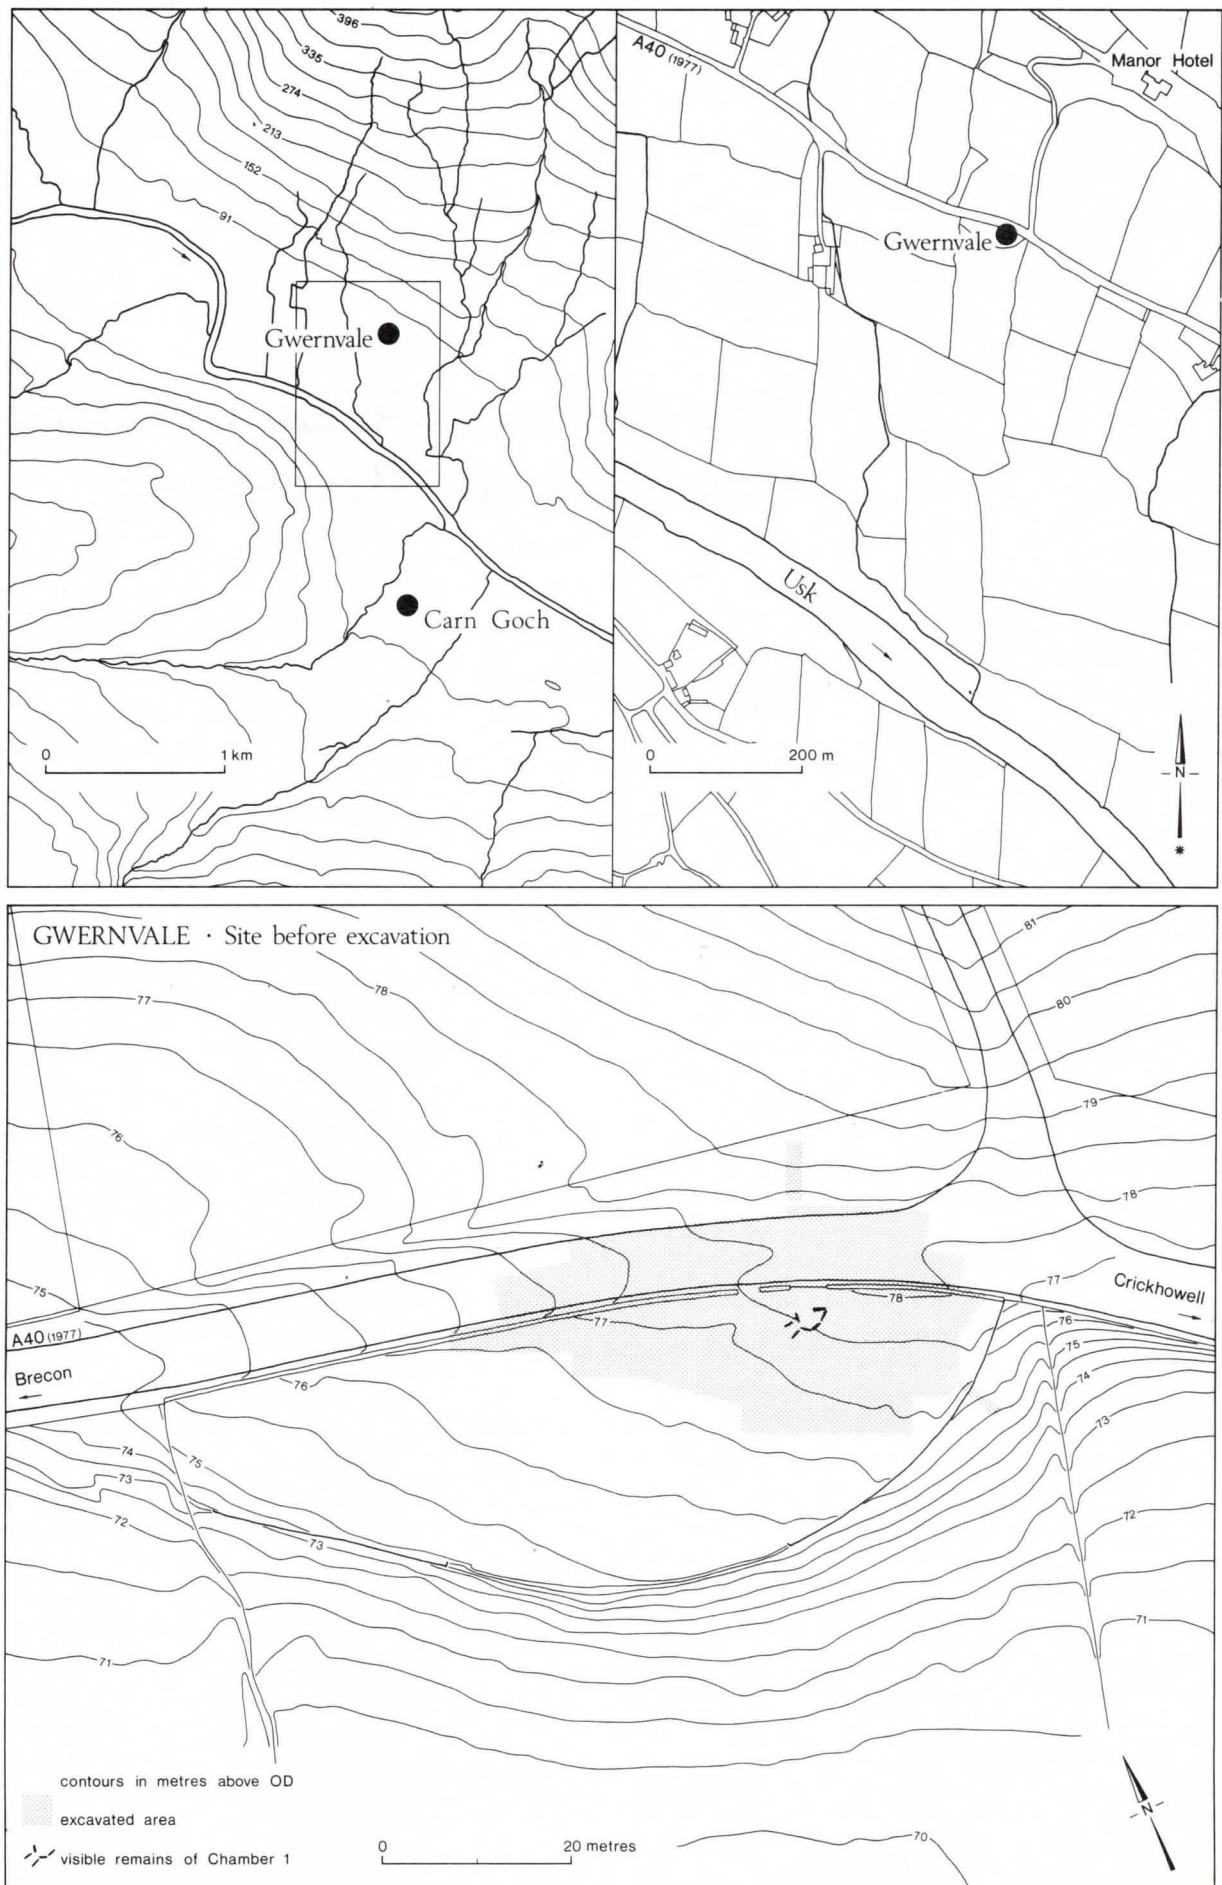 396
335
274
213
152
91
Gwernvale
Carn Goch
0 1 km
A40 (1977)
Manor Hotel
Gwernvale
Usk
0 200 m
N
GWERNVALE · Site before excavation
81
77
78
80
76
79
78
75
77
Crickhowell
A40 (1977)
78
77
76
Brecon
75
76
74
74
75
73
73
72
73
72
71
71
contours in metres above OD
N
excavated area
0 20 metres
70
visible remains of Chamber 1